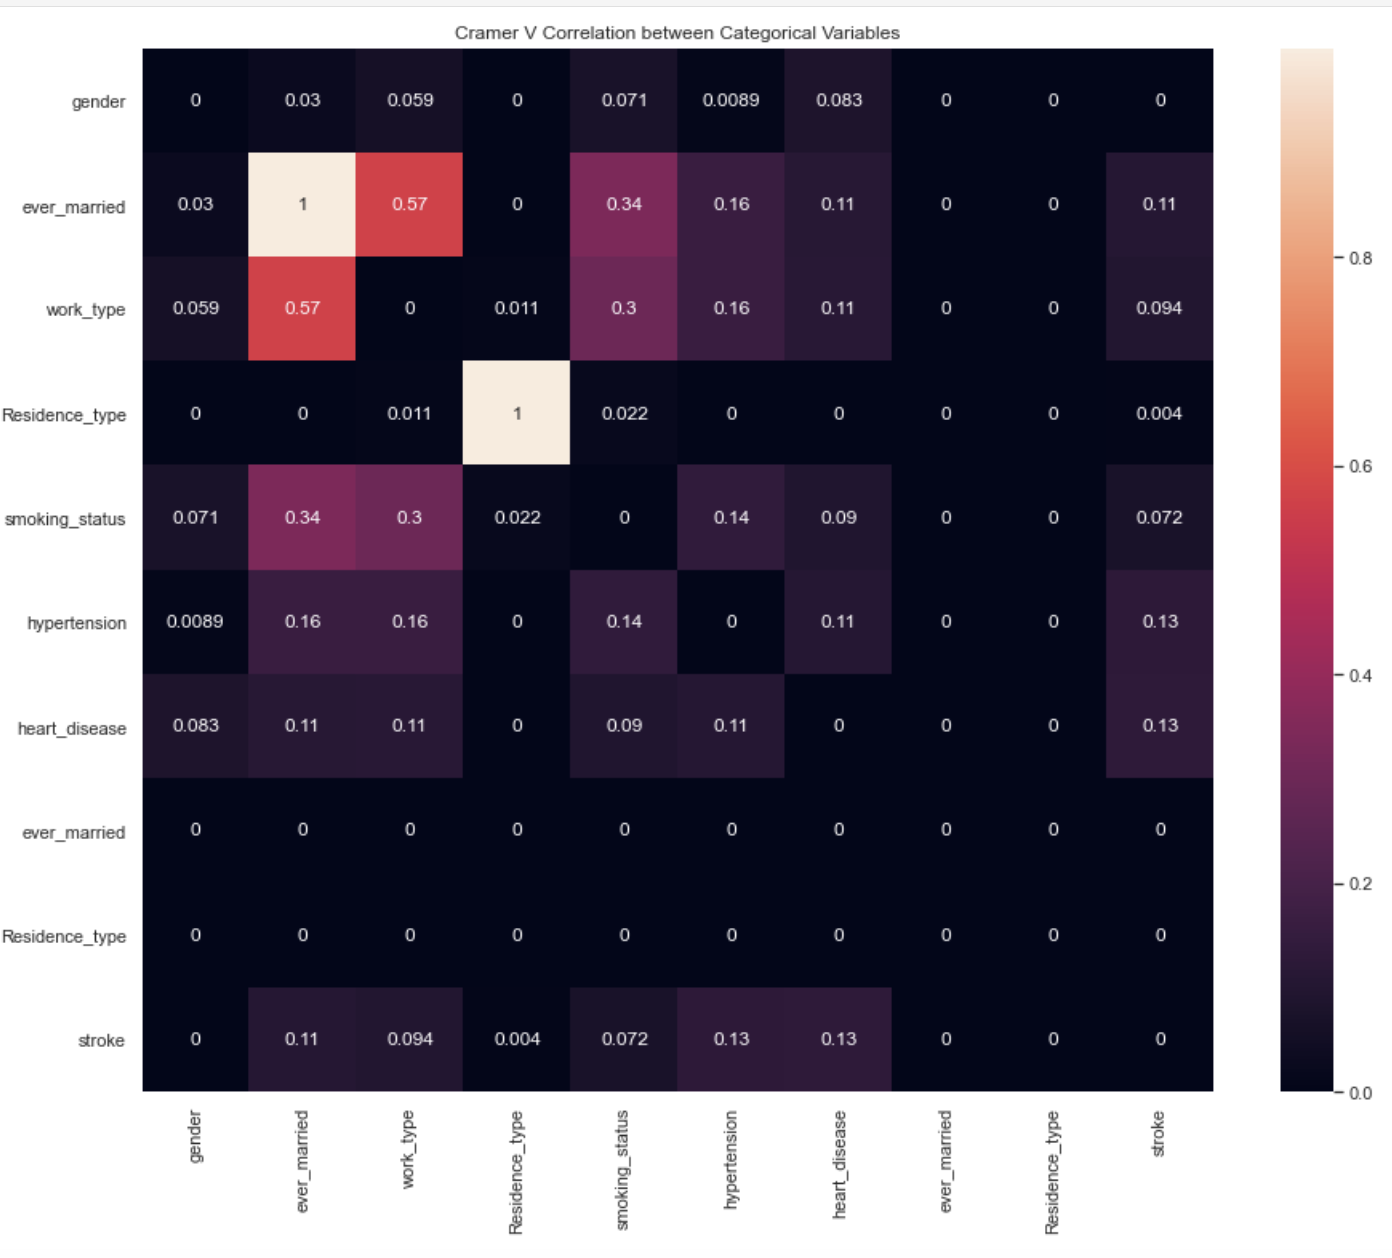 Cramer V Correlation between Categorical Variables
gender 0 0.03 0.059 0 0.071 0.0089 0.083 0 0 0
ever_married 0.03 1 0.57 0 0.34 0.16 0.11 0 0 0.11
0.8
work_type 0.059 0.57 0 0.011 0.3 0.16 0.11 0 0 0.094
Residence_type 0 0 0.011 1 0.022 0 0 0 0 0.004
0.6
smoking_status 0.071 0.34 0.3 0.022 0 0.14 0.09 0 0 0.072
hypertension 0.0089 0.16 0.16 0 0.14 0 0.11 0 0 0.13
0.4
heart_disease 0.083 0.11 0.11 0 0.09 0.11 0 0 0 0.13
ever_married 0 0 0 0 0 0 0 0 0 0
0.2
Residence_type 0 0 0 0 0 0 0 0 0 0
stroke 0 0.11 0.094 0.004 0.072 0.13 0.13 0 0 0
0.0
gender ever_married work_type Residence_type smoking_status hypertension heart_disease ever_married Residence_type stroke